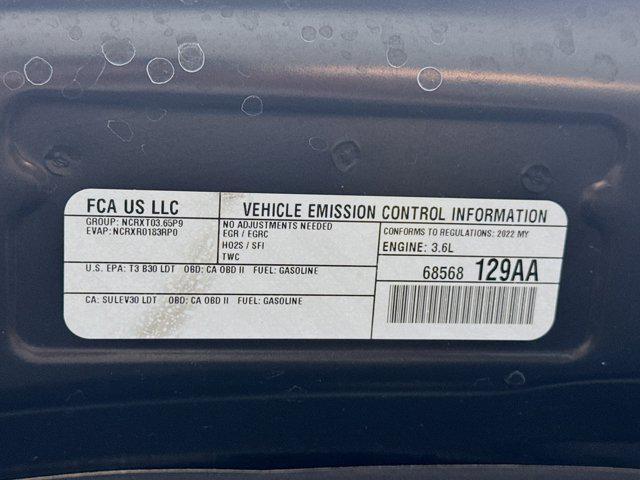 FCA US LLC
GROUP: NCRXT03.65P9
EVAP: NCRXR0183RP0
VEHICLE EMISSION CONTROL INFORMATION
NO ADJUSTMENTS NEEDED
EGR / EGRC
HO2S / SFI
TWC
CONFORMS TO REGULATIONS: 2022 MY
ENGINE: 3.6L
U.S. EPA: T3 B30 LDT OBD: CA OBD II FUEL: GASOLINE
68568 129AA
CA: SULEV30 LDT OBD: CA OBD II FUEL: GASOLINE